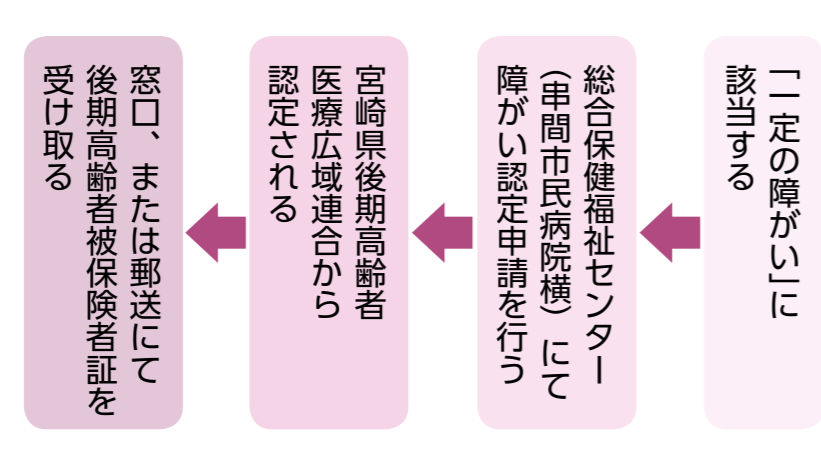 「一定の障がい」に
該当する
総合保健福祉センター
（串間市民病院横）にて
障がい認定申請を行う
宮崎県後期高齢者
医療広域連合から
認定される
窓口、または郵送にて
後期高齢者被保険者証を
受け取る